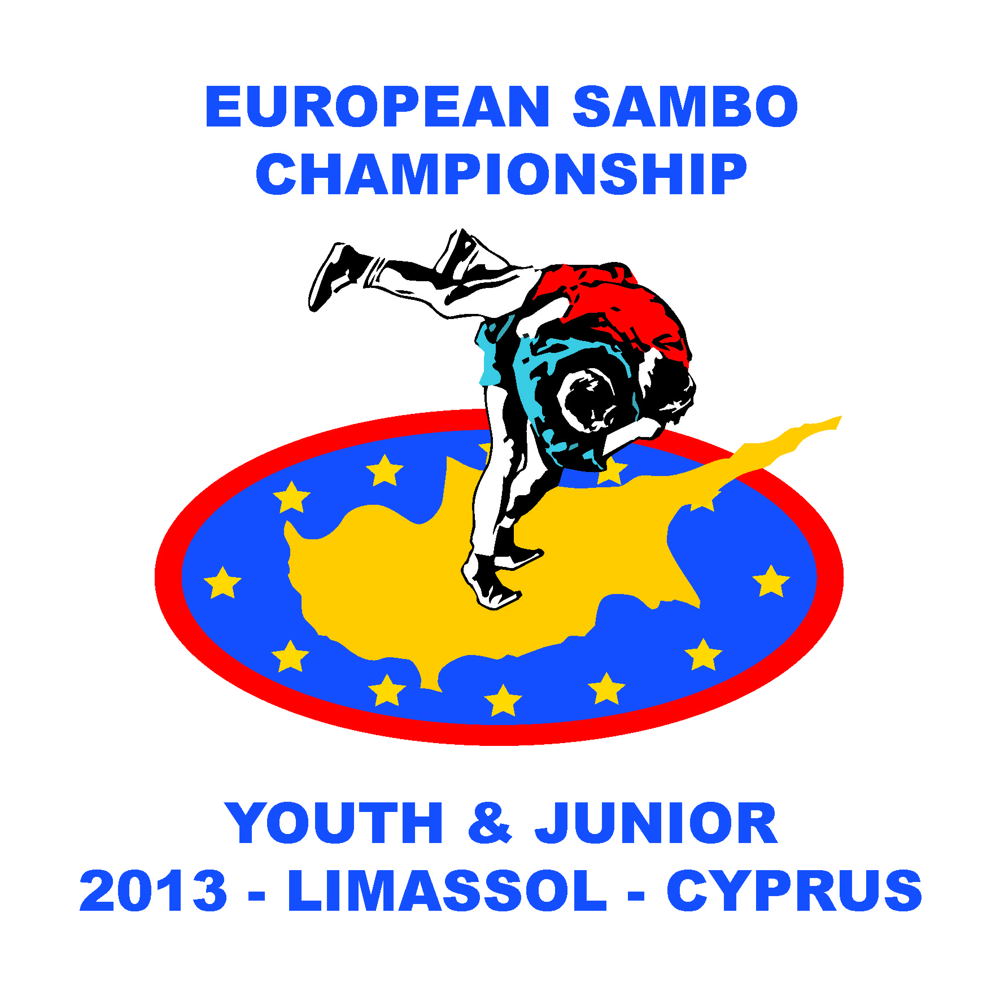 EUROPEAN SAMBO
CHAMPIONSHIP
YOUTH & JUNIOR
2013 - LIMASSOL - CYPRUS